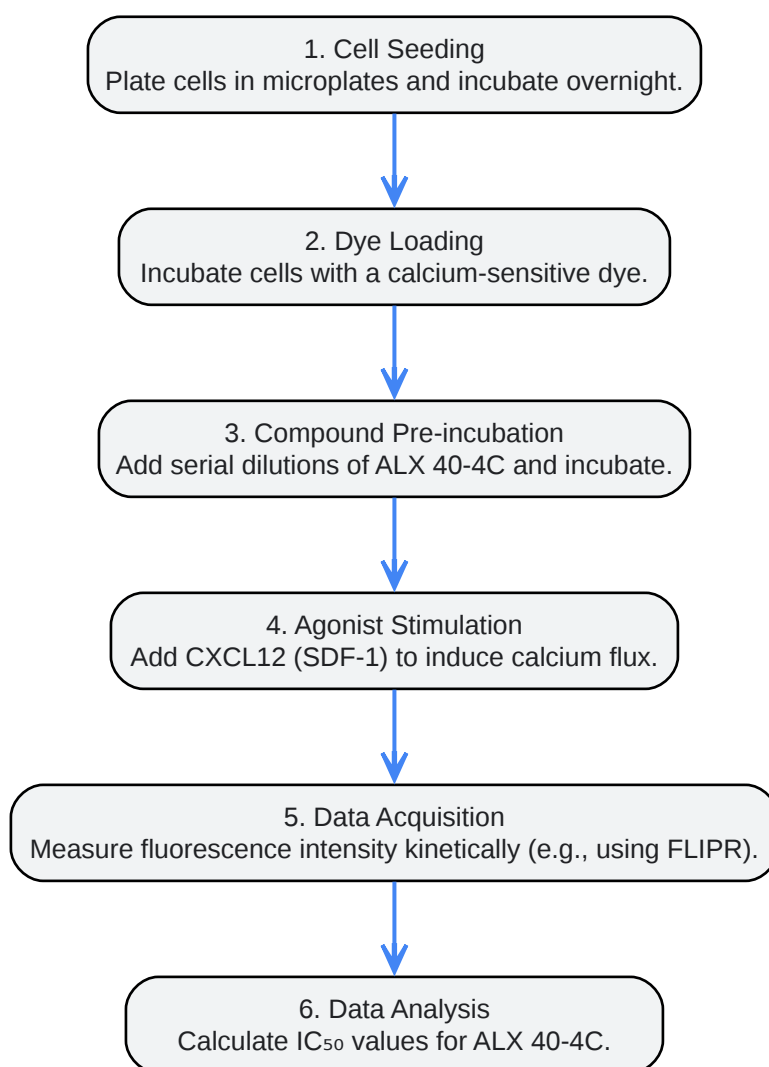 1. Cell Seeding
Plate cells in microplates and incubate overnight.
2. Dye Loading
Incubate cells with a calcium-sensitive dye.
3. Compound Pre-incubation
Add serial dilutions of ALX 40-4C and incubate.
4. Agonist Stimulation
Add CXCL12 (SDF-1) to induce calcium flux.
5. Data Acquisition
Measure fluorescence intensity kinetically (e.g., using FLIPR).
6. Data Analysis
Calculate IC₅₀ values for ALX 40-4C.